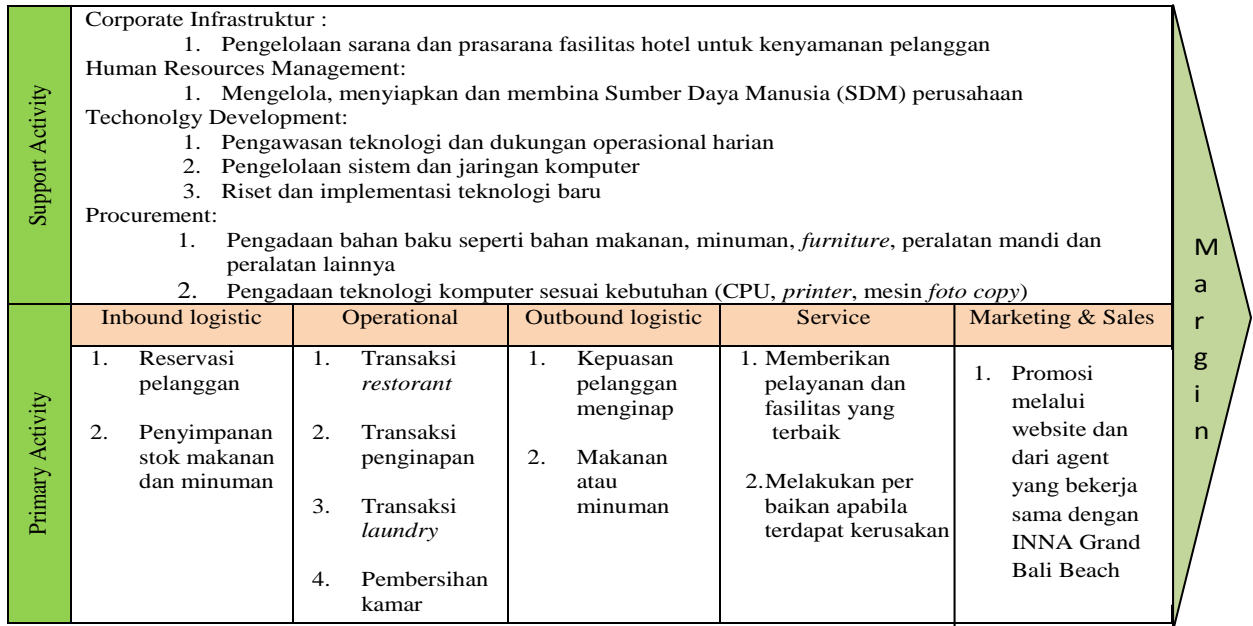 Support Activity
Corporate Infrastruktur :
1. Pengelolaan sarana dan prasarana fasilitas hotel untuk kenyamanan pelanggan
Human Resources Management:
1. Mengelola, menyiapkan dan membina Sumber Daya Manusia (SDM) perusahaan
Techonolgy Development:
1. Pengawasan teknologi dan dukungan operasional harian
2. Pengelolaan sistem dan jaringan komputer
3. Riset dan implementasi teknologi baru
Procurement:
1. Pengadaan bahan baku seperti bahan makanan, minuman, furniture, peralatan mandi dan
peralatan lainnya
2. Pengadaan teknologi komputer sesuai kebutuhan (CPU, printer, mesin foto copy)
Primary Activity
Inbound logistic
1. Reservasi
pelanggan
2. Penyimpanan
stok makanan
dan minuman
Operational
1. Transaksi
restorant
2. Transaksi
penginapan
3. Transaksi
laundry
4. Pembersihan
kamar
Outbound logistic
1. Kepuasan
pelanggan
menginap
2. Makanan
atau
minuman
Service
1. Memberikan
pelayanan dan
fasilitas yang
terbaik
2.Melakukan per
baikan apabila
terdapat kerusakan
Marketing & Sales
1. Promosi
melalui
website dan
dari agent
yang bekerja
sama dengan
INNA Grand
Bali Beach
Margin